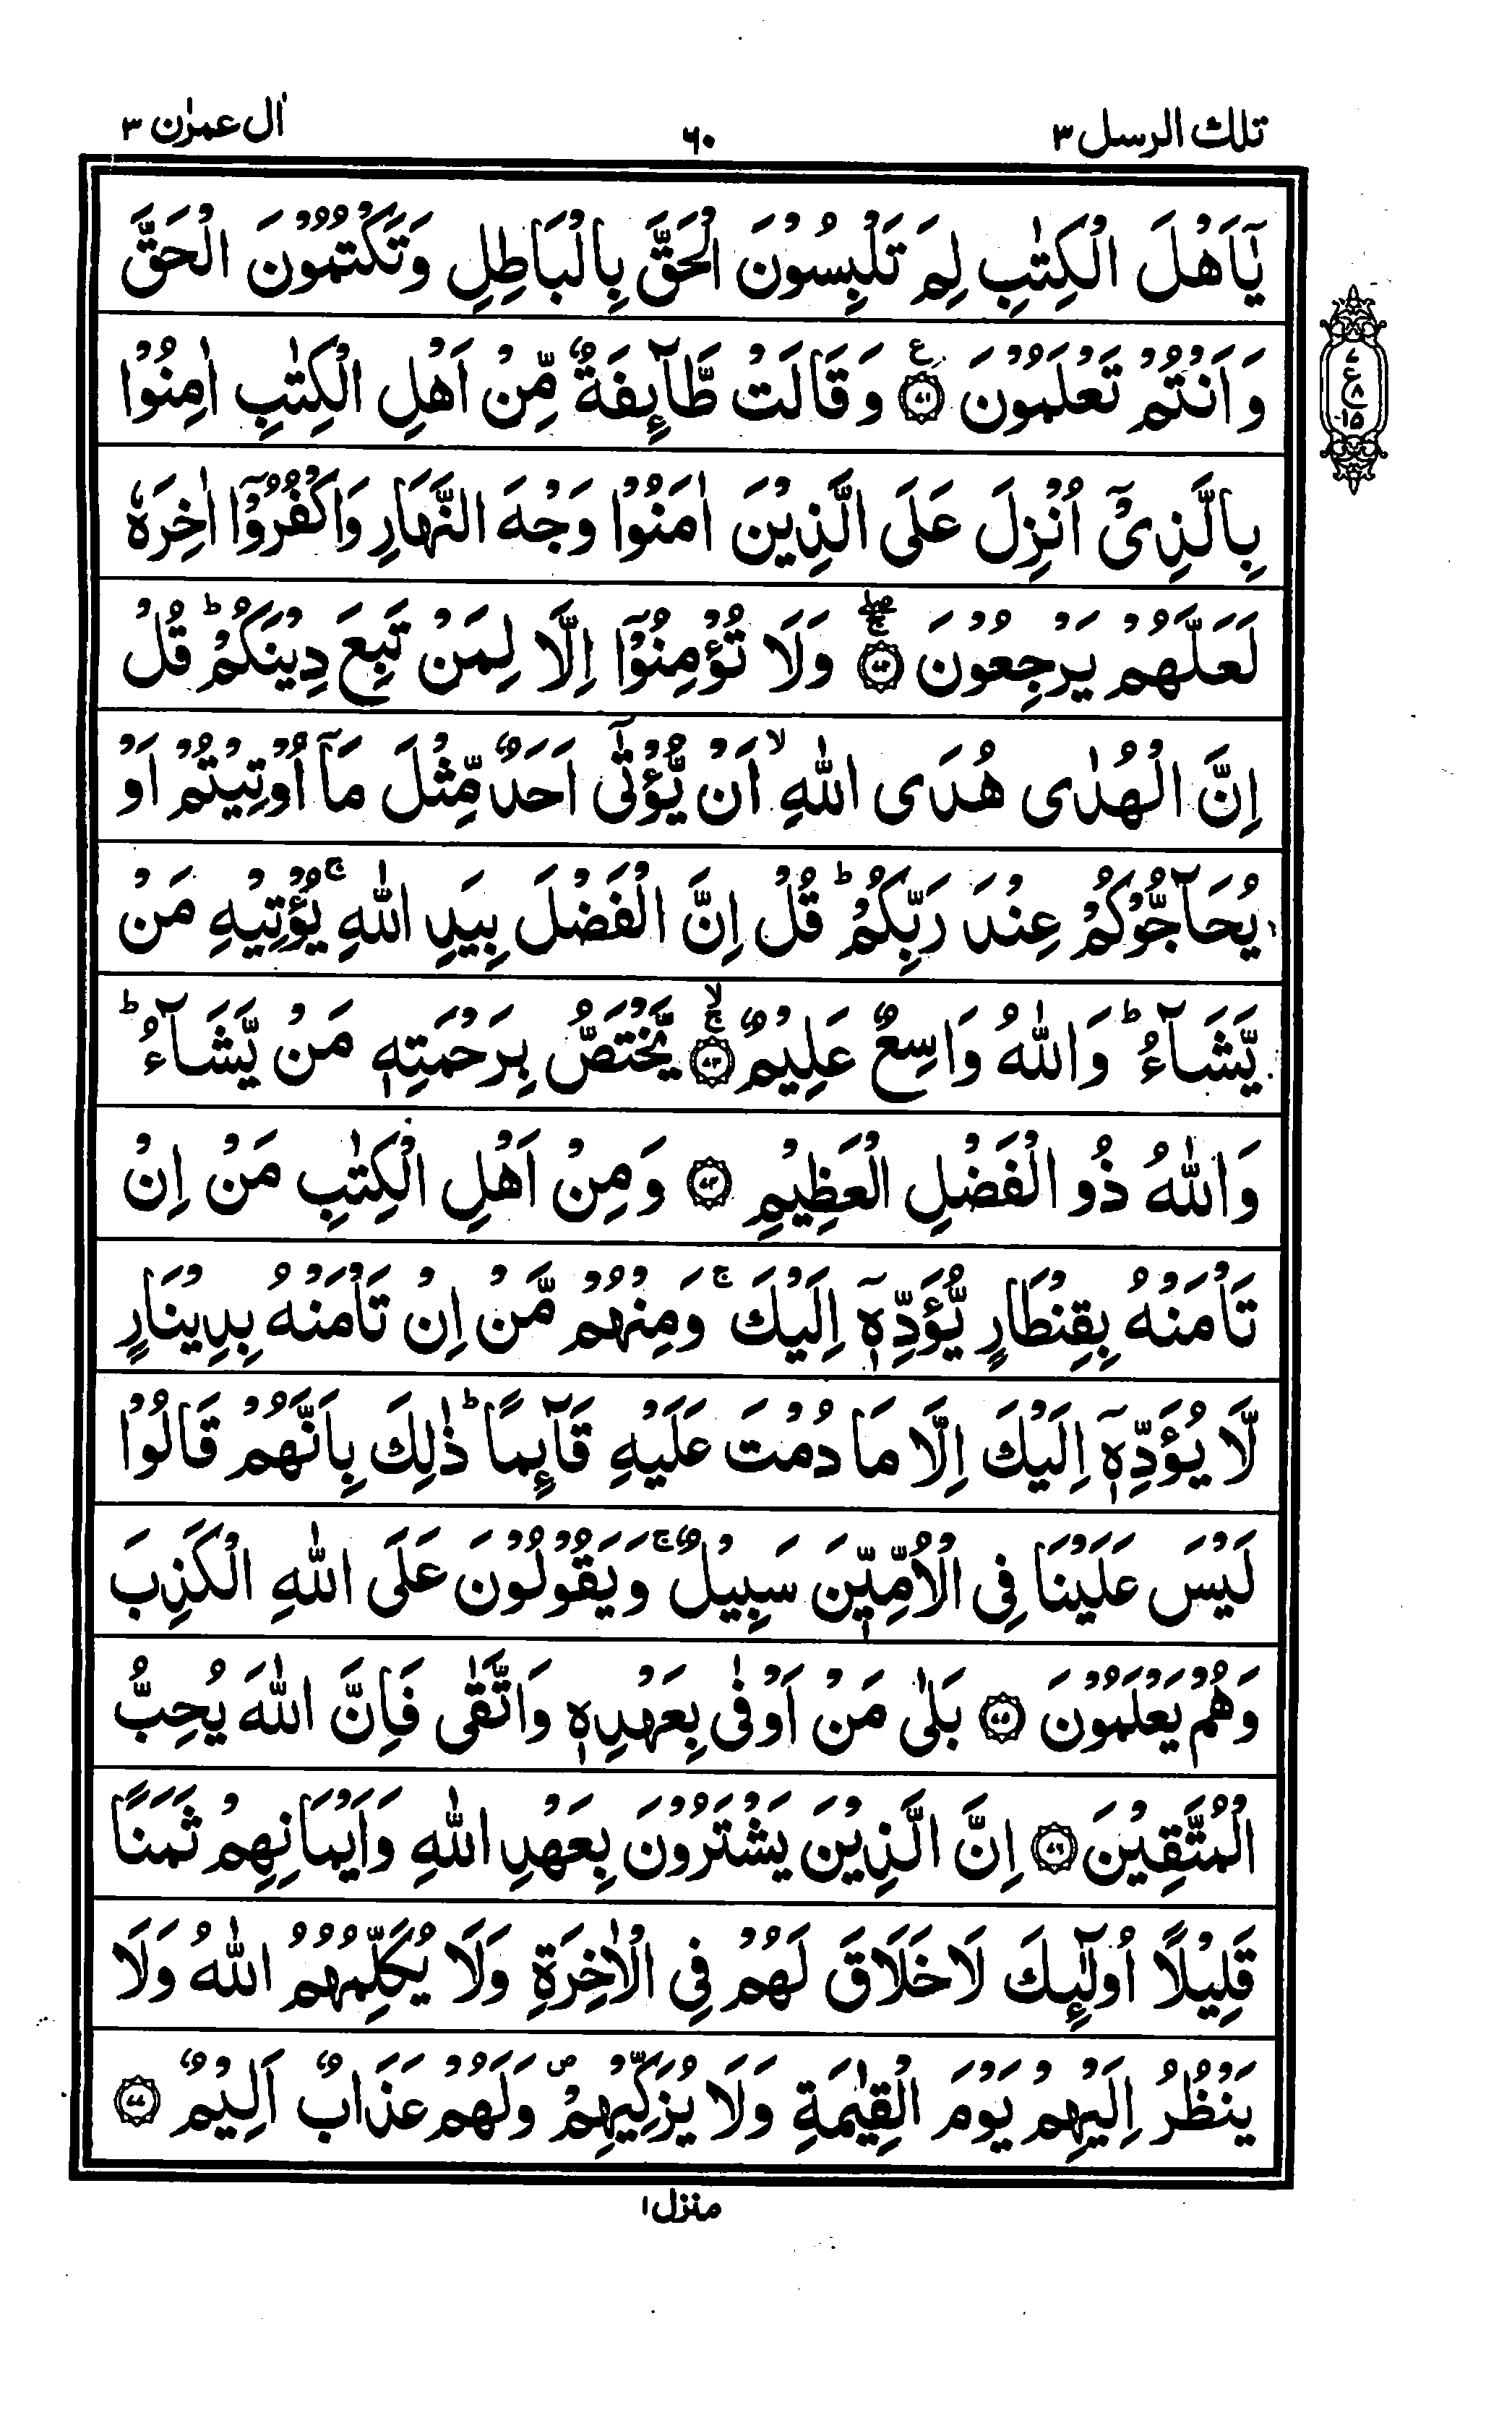 تلك الرسل ٣
٦٠
اٰل عمرٰن ٣
يٰۤاَهْلَ الْكِتٰبِ لِمَ تَلْبِسُوْنَ الْحَقَّ بِالْبَاطِلِ وَتَكْتُمُوْنَ الْحَقَّ
وَاَنْتُمْ تَعْلَمُوْنَ ۝٧١ؑ وَقَالَتْ طَّآئِفَةٌ مِّنْ اَهْلِ الْكِتٰبِ اٰمِنُوْا
بِالَّذِىْۤ اُنْزِلَ عَلَى الَّذِيْنَ اٰمَنُوْا وَجْهَ النَّهَارِ وَاكْفُرُوْۤا اٰخِرَهٗ
لَعَلَّهُمْ يَرْجِعُوْنَ ۝٧٢ۚۖ وَلَا تُؤْمِنُوْۤا اِلَّا لِمَنْ تَبِعَ دِيْنَكُمْؕ قُلْ
اِنَّ الْهُدٰى هُدَى اللّٰهِۙ اَنْ يُّؤْتٰٓى اَحَدٌ مِّثْلَ مَاۤ اُوْتِيْتُمْ اَوْ
يُحَآجُّوْكُمْ عِنْدَ رَبِّكُمْؕ قُلْ اِنَّ الْفَضْلَ بِيَدِ اللّٰهِۚ يُؤْتِيْهِ مَنْ
يَّشَآءُؕ وَاللّٰهُ وَاسِعٌ عَلِيْمٌ ۝٧٣ۚۙ يَّخْتَصُّ بِرَحْمَتِهٖ مَنْ يَّشَآءُؕ
وَاللّٰهُ ذُو الْفَضْلِ الْعَظِيْمِ ۝٧٤ وَمِنْ اَهْلِ الْكِتٰبِ مَنْ اِنْ
تَاْمَنْهُ بِقِنْطَارٍ يُّؤَدِّهٖۤ اِلَيْكَۚ وَمِنْهُمْ مَّنْ اِنْ تَاْمَنْهُ بِدِيْنَارٍ
لَّا يُؤَدِّهٖۤ اِلَيْكَ اِلَّا مَا دُمْتَ عَلَيْهِ قَآئِمًاؕ ذٰلِكَ بِاَنَّهُمْ قَالُوْا
لَيْسَ عَلَيْنَا فِى الْاُمِّيّٖنَ سَبِيْلٌۚ وَيَقُوْلُوْنَ عَلَى اللّٰهِ الْكَذِبَ
وَهُمْ يَعْلَمُوْنَ ۝٧٥ بَلٰى مَنْ اَوْفٰى بِعَهْدِهٖ وَاتَّقٰى فَاِنَّ اللّٰهَ يُحِبُّ
الْمُتَّقِيْنَ ۝٧٦ اِنَّ الَّذِيْنَ يَشْتَرُوْنَ بِعَهْدِ اللّٰهِ وَاَيْمَانِهِمْ ثَمَنًا
قَلِيْلًا اُولٰٓئِكَ لَا خَلَاقَ لَهُمْ فِى الْاٰخِرَةِ وَلَا يُكَلِّمُهُمُ اللّٰهُ وَلَا
يَنْظُرُ اِلَيْهِمْ يَوْمَ الْقِيٰمَةِ وَلَا يُزَكِّيْهِمْ۪ وَلَهُمْ عَذَابٌ اَلِيْمٌ ۝٧٧
٧
ع ٨
١٥
منزل ١